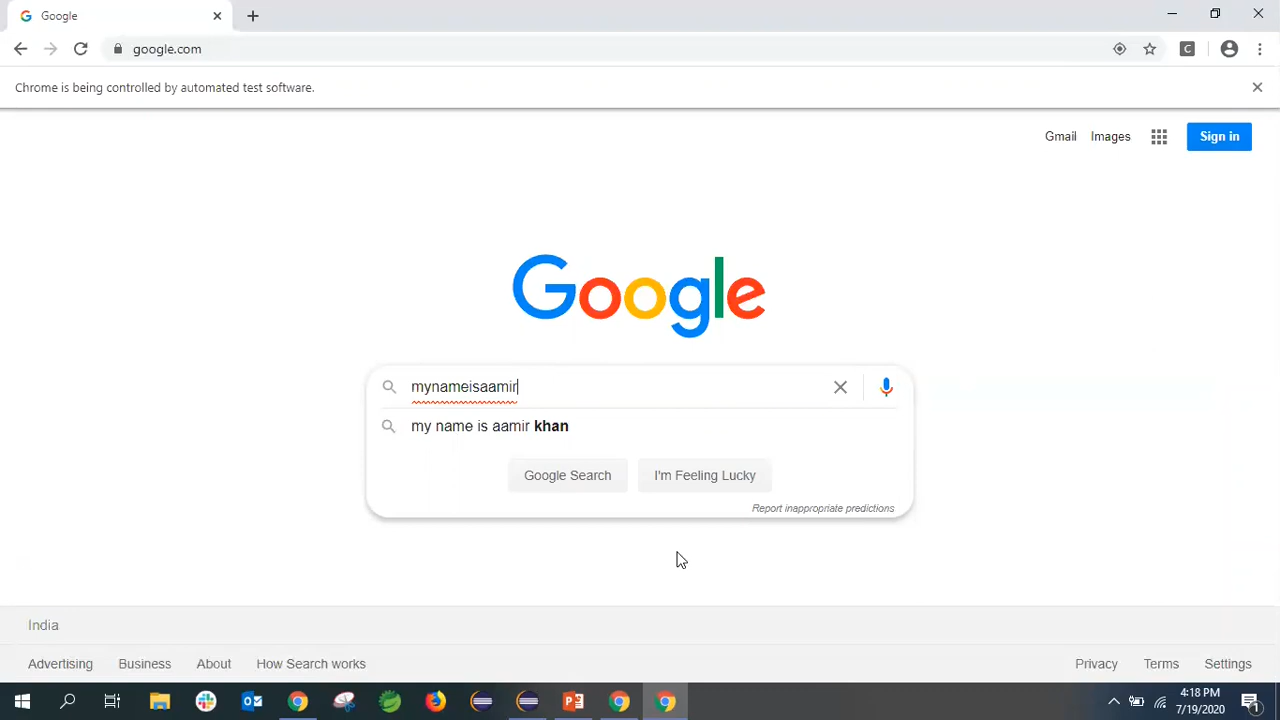 Google
google.com
Chrome is being controlled by automated test software.
Gmail Images Sign in
Google
mynameisaamir
my name is aamir khan
Google Search I'm Feeling Lucky
Report inappropriate predictions
India
Advertising Business About How Search works Privacy Terms Settings
4:18 PM
7/19/2020